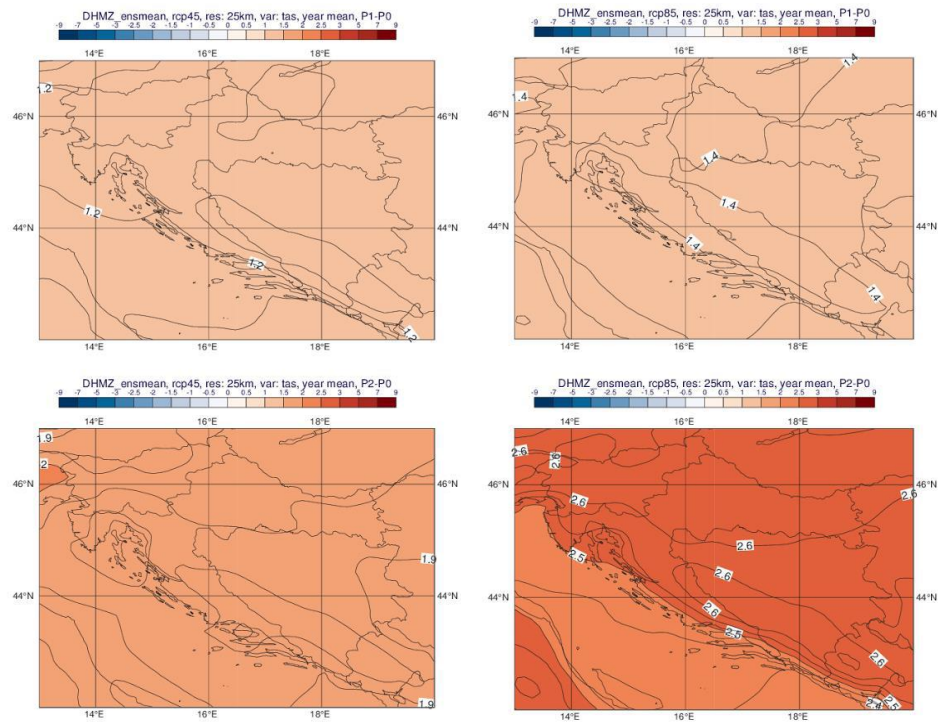 DHMZ_ensmean, rcp45, res: 25km, var: tas, year mean, P1-P0
-9 -7 -5 -3 -2.5 -2 -1.5 -1 -0.5 0 0.5 1 1.5 2 2.5 3 5 7 9
14°E 16°E 18°E
1.2
46°N 46°N
1.2
44°N 44°N
1.2
1.2
14°E 16°E 18°E
DHMZ_ensmean, rcp85, res: 25km, var: tas, year mean, P1-P0
-9 -7 -5 -3 -2.5 -2 -1.5 -1 -0.5 0 0.5 1 1.5 2 2.5 3 5 7 9
14°E 16°E 18°E
1.4
1.4
46°N 46°N
1.4
1.4
44°N 44°N
1.4
1.4
14°E 16°E 18°E
DHMZ_ensmean, rcp45, res: 25km, var: tas, year mean, P2-P0
-9 -7 -5 -3 -2.5 -2 -1.5 -1 -0.5 0 0.5 1 1.5 2 2.5 3 5 7 9
14°E 16°E 18°E
1.9
2
46°N 46°N
1.9
44°N 44°N
1.9
14°E 16°E 18°E
DHMZ_ensmean, rcp85, res: 25km, var: tas, year mean, P2-P0
-9 -7 -5 -3 -2.5 -2 -1.5 -1 -0.5 0 0.5 1 1.5 2 2.5 3 5 7 9
14°E 16°E 18°E
2.6
2.6
46°N 46°N
2.6 2.6
2.6
2.5
2.6
44°N 44°N
2.6
2.5
2.6
2.5
2.4
14°E 16°E 18°E